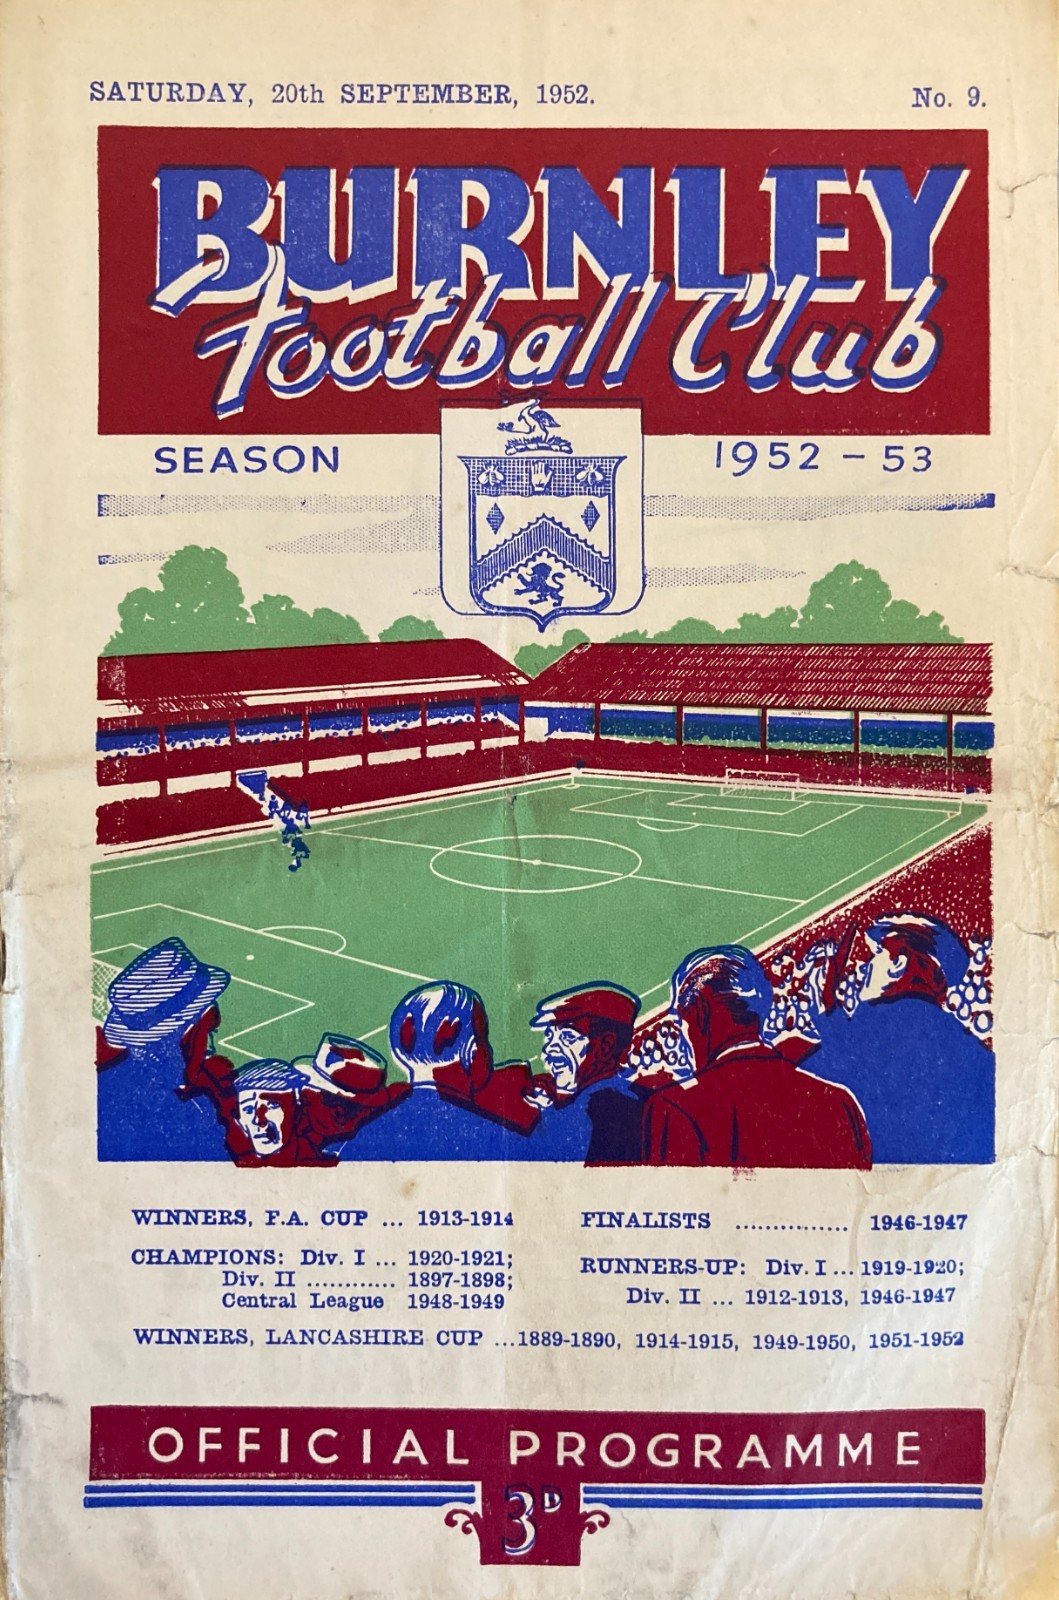 SATURDAY, 20th SEPTEMBER, 1952. No. 9.
BURNLEY
Football Club
SEASON 1952 - 53
WINNERS, F.A. CUP ... 1913-1914
FINALISTS ............... 1946-1947
CHAMPIONS: Div. I ... 1920-1921;
Div. II ............ 1897-1898;
Central League 1948-1949
RUNNERS-UP: Div. I ... 1919-1920;
Div. II ... 1912-1913, 1946-1947
WINNERS, LANCASHIRE CUP ...1889-1890, 1914-1915, 1949-1950, 1951-1952
OFFICIAL PROGRAMME
3D